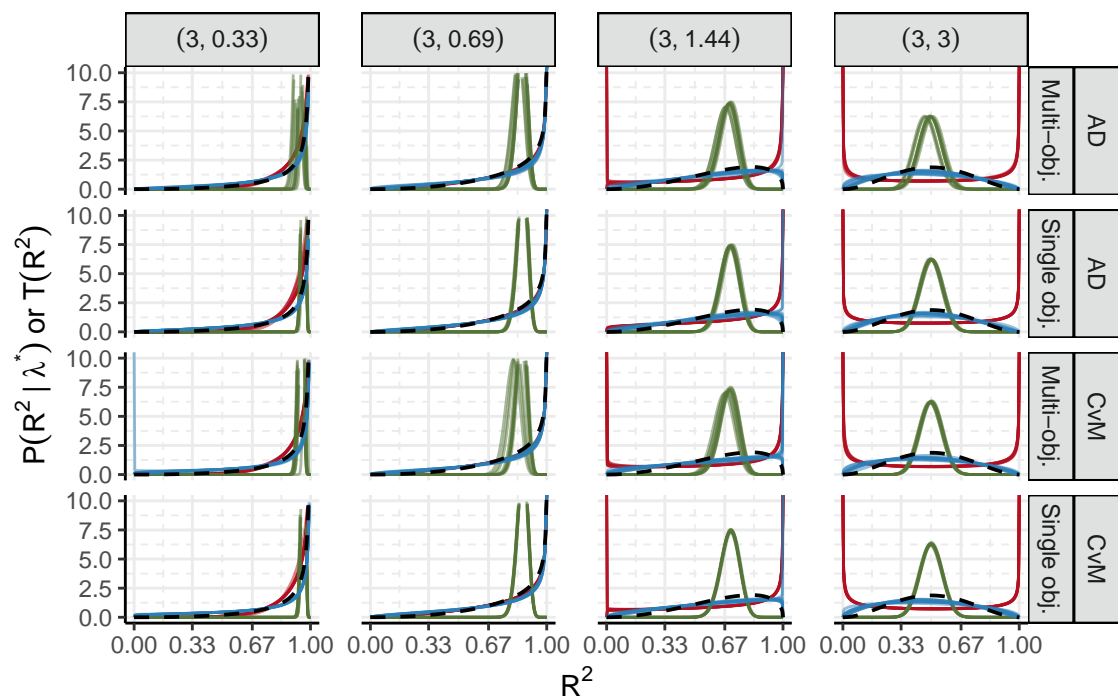 (3, 0.33) (3, 0.69) (3, 1.44) (3, 3)
P(R² | λ*) or T(R²)
10.0
7.5
5.0
2.5
0.0
Multi−obj.
AD
10.0
7.5
5.0
2.5
0.0
Single obj.
AD
10.0
7.5
5.0
2.5
0.0
Multi−obj.
CvM
10.0
7.5
5.0
2.5
0.0
Single obj.
CvM
0.00 0.33 0.67 1.00 0.00 0.33 0.67 1.00 0.00 0.33 0.67 1.00 0.00 0.33 0.67 1.00
R²